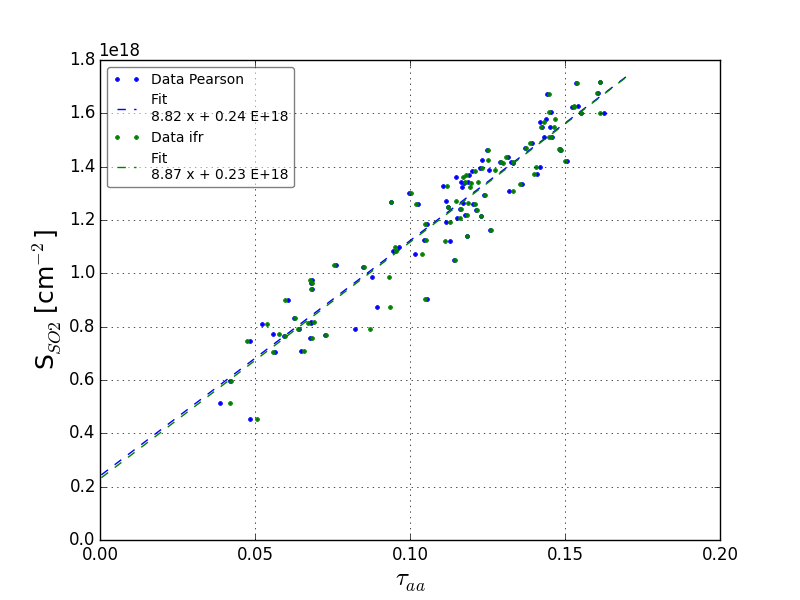 1e18
1.8
1.6
1.4
1.2
1.0
0.8
0.6
0.4
0.2
0.0
0.00
0.05
0.10
0.15
0.20
S_{SO2} [cm^{-2}]
τ_{aa}
Data Pearson
Fit
8.82 x + 0.24 E+18
Data ifr
Fit
8.87 x + 0.23 E+18